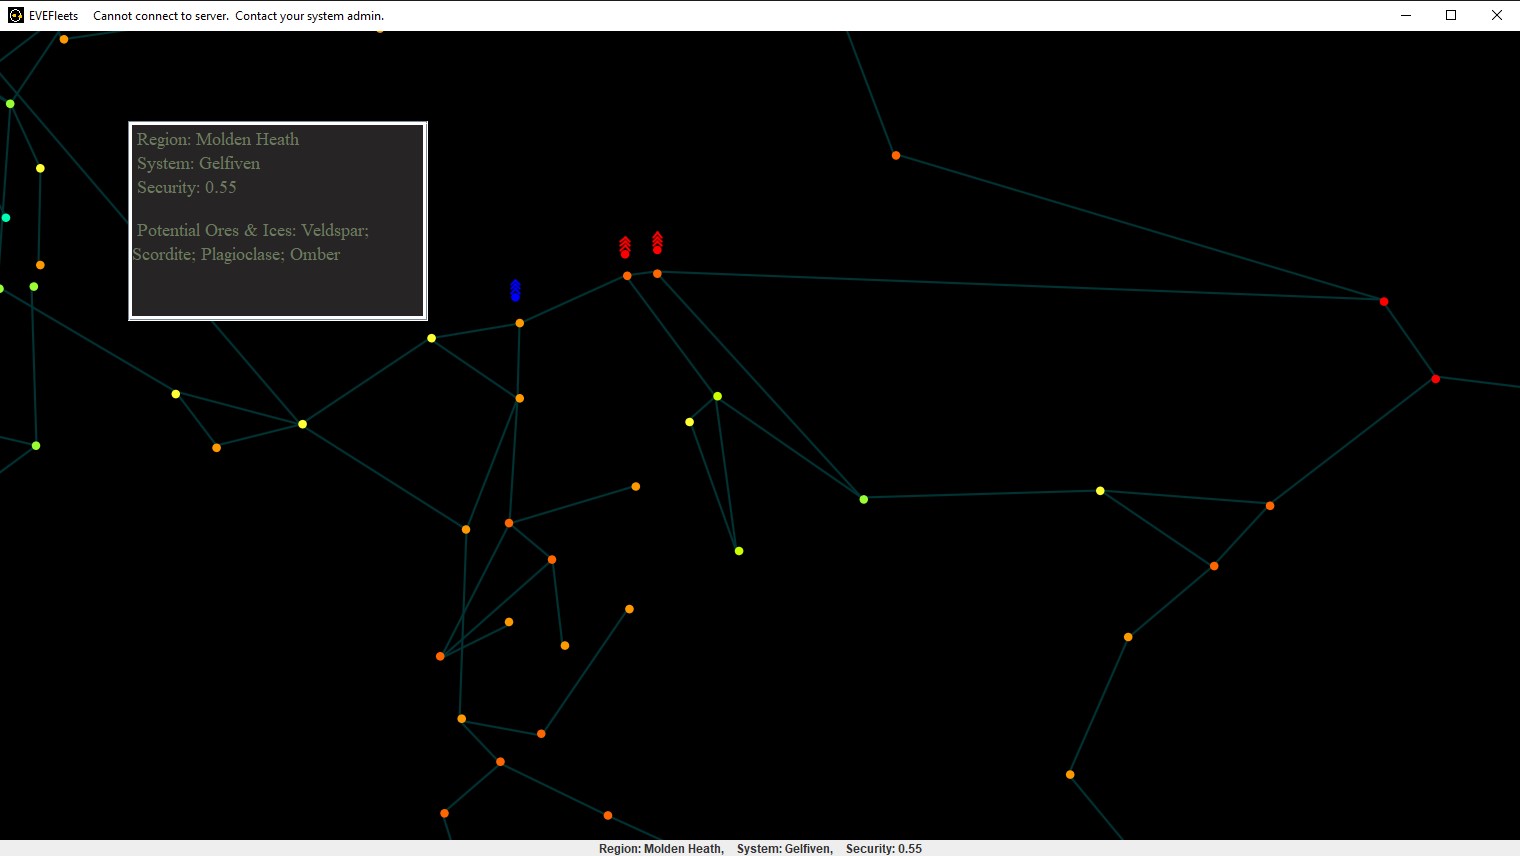 EVEFleets Cannot connect to server. Contact your system admin.
Region: Molden Heath
System: Gelfiven
Security: 0.55
Potential Ores & Ices: Veldspar;
Scordite; Plagioclase; Omber
Region: Molden Heath, System: Gelfiven, Security: 0.55